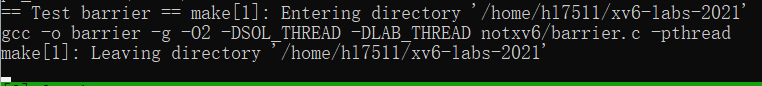 == Test barrier == make[1]: Entering directory '/home/hl7511/xv6-labs-2021'
gcc -o barrier -g -O2 -DSOL_THREAD -DLAB_THREAD notxv6/barrier.c -pthread
make[1]: Leaving directory '/home/hl7511/xv6-labs-2021'